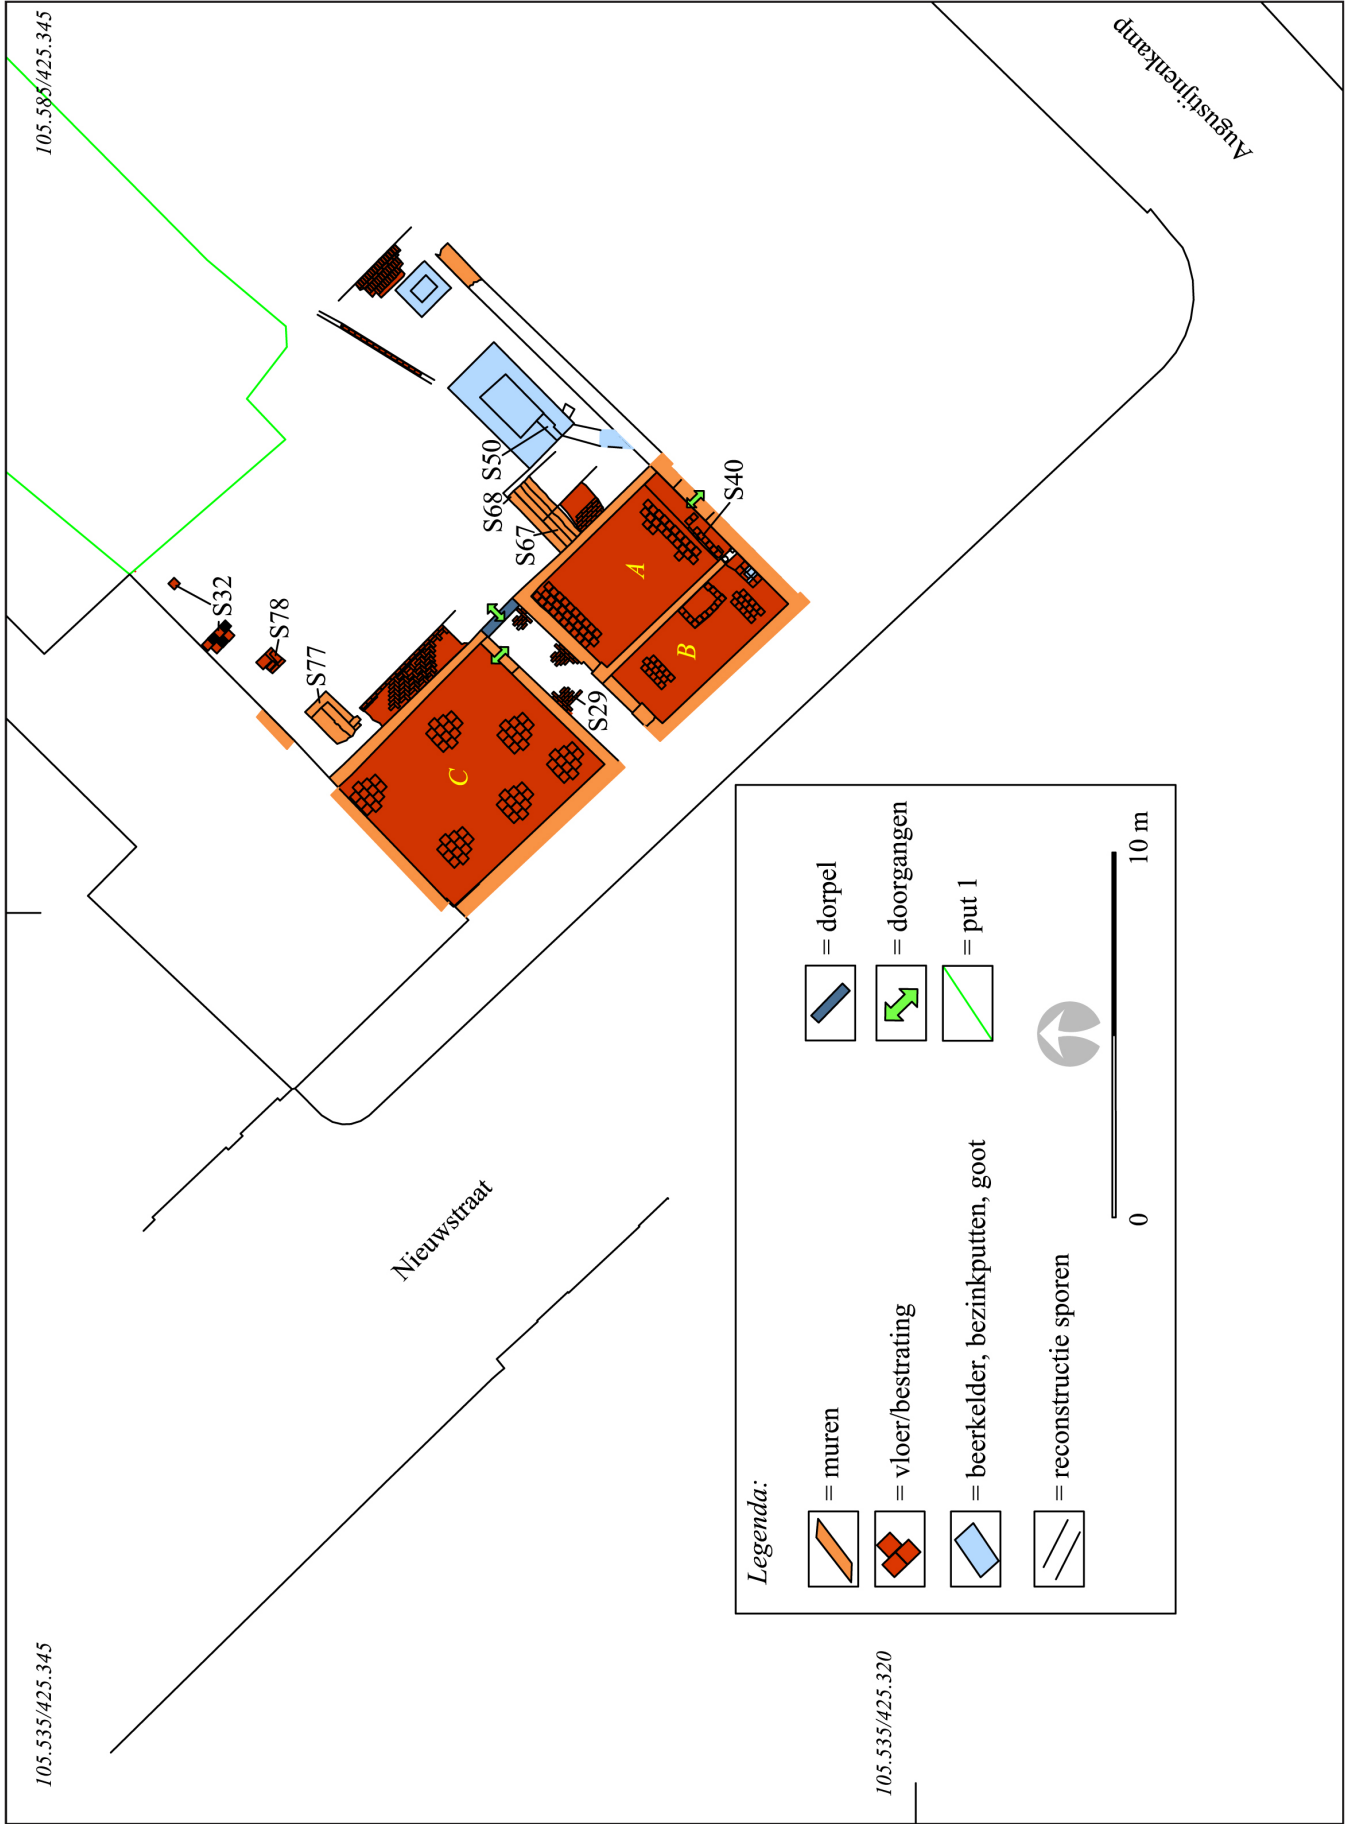 105.535/425.345
105.585/425.345
Augustijnenkamp
S32
S78
S77
S50
S68
S67
S40
S29
A
B
C
Nieuwstraat
105.535/425.320
Legenda:
= muren
= vloer/bestrating
= beerkelder, bezinkputten, goot
= reconstructie sporen
= dorpel
= doorgangen
= put 1
0
10 m